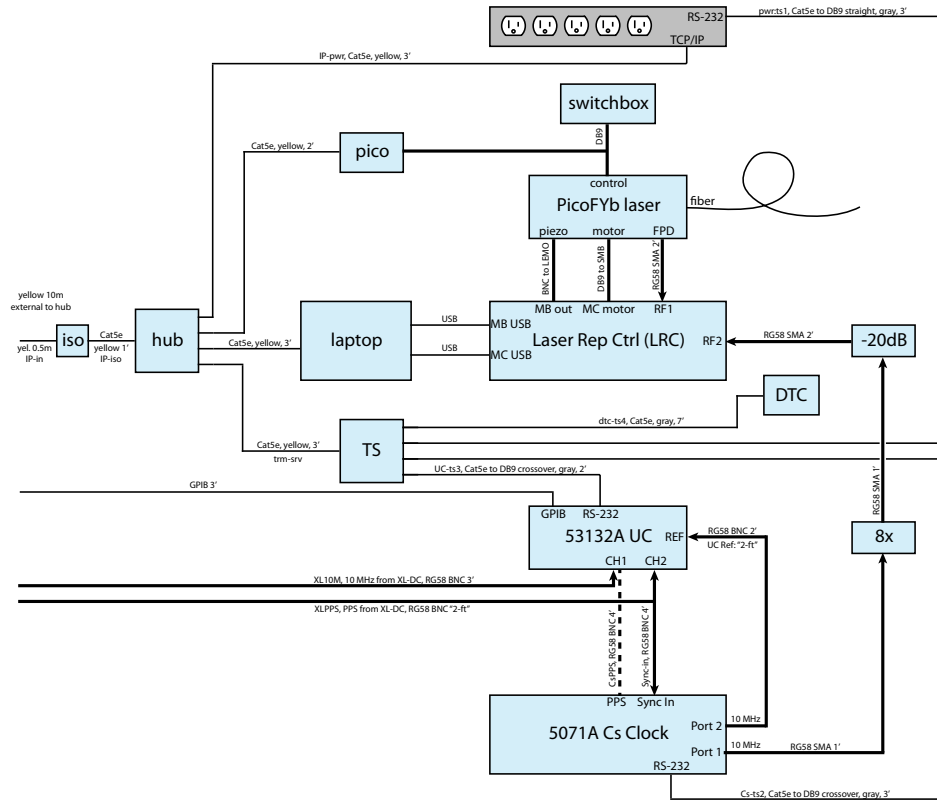 RS-232
pwr:ts1, Cat5e to DB9 straight, gray, 3’
TCP/IP
IP-pwr, Cat5e, yellow, 3’
switchbox
DB9
Cat5e, yellow, 2’
pico
control
PicoFYb laser
fiber
piezo
motor
FPD
BNC to LEMO
DB9 to SMB
RG58 SMA 2’
yellow 10m
external to hub
iso
Cat5e
yel. 0.5m
IP-in
yellow 1’
IP-iso
hub
Cat5e, yellow, 3’
laptop
USB
USB
MB out
MC motor
RF1
MB USB
MC USB
Laser Rep Ctrl (LRC)
RF2
RG58 SMA 2’
-20dB
DTC
dtc-ts4, Cat5e, gray, 7’
Cat5e, yellow, 3’
trm-srv
TS
UC-ts3, Cat5e to DB9 crossover, gray, 2’
GPIB 3’
RG58 SMA 1’
GPIB
RS-232
53132A UC
REF
CH1
CH2
RG58 BNC 2’
UC Ref: “2-ft”
8x
XL10M, 10 MHz from XL-DC, RG58 BNC 3’
XLPPS, PPS from XL-DC, RG58 BNC “2-ft”
CsPPS, RG58 BNC 4’
Sync-in, RG58BNC 4’
PPS
Sync In
5071A Cs Clock
Port 2
10 MHz
Port 1
10 MHz
RG58 SMA 1’
RS-232
Cs-ts2, Cat5e to DB9 crossover, gray, 3’